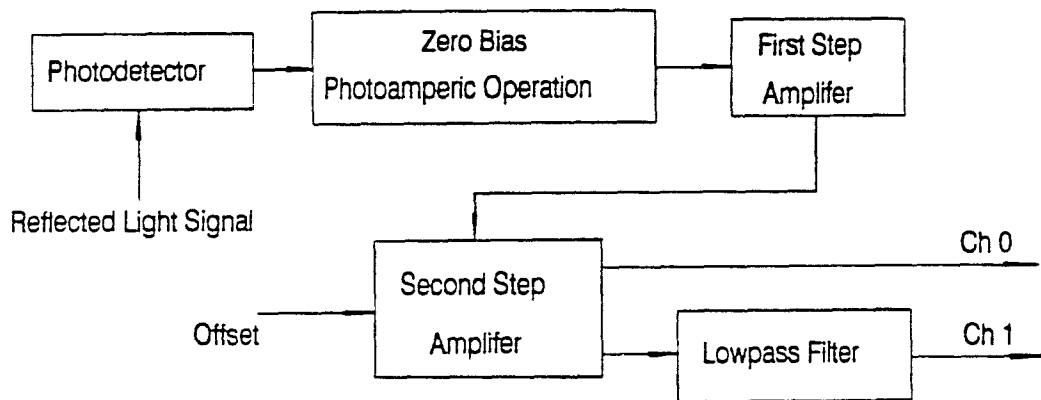 Photodetector
Zero Bias
Photoamperic Operation
First Step
Amplifer
Reflected Light Signal
Second Step
Amplifer
Offset
Ch 0
Lowpass Filter
Ch 1